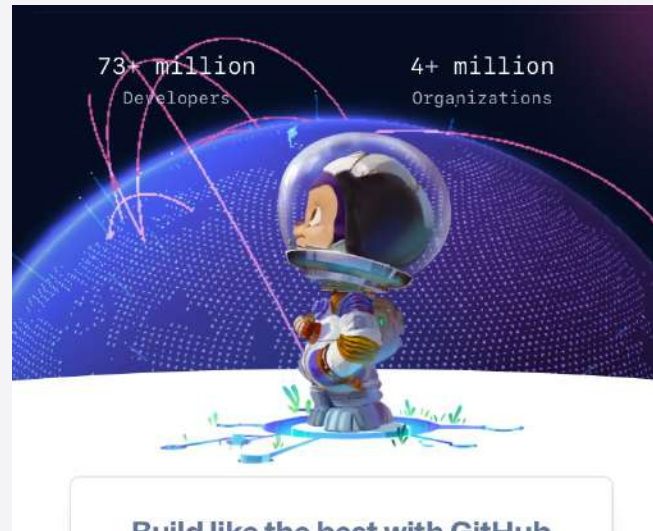 73+ million
Developers
4+ million
Organizations
Build like the best with GitHub